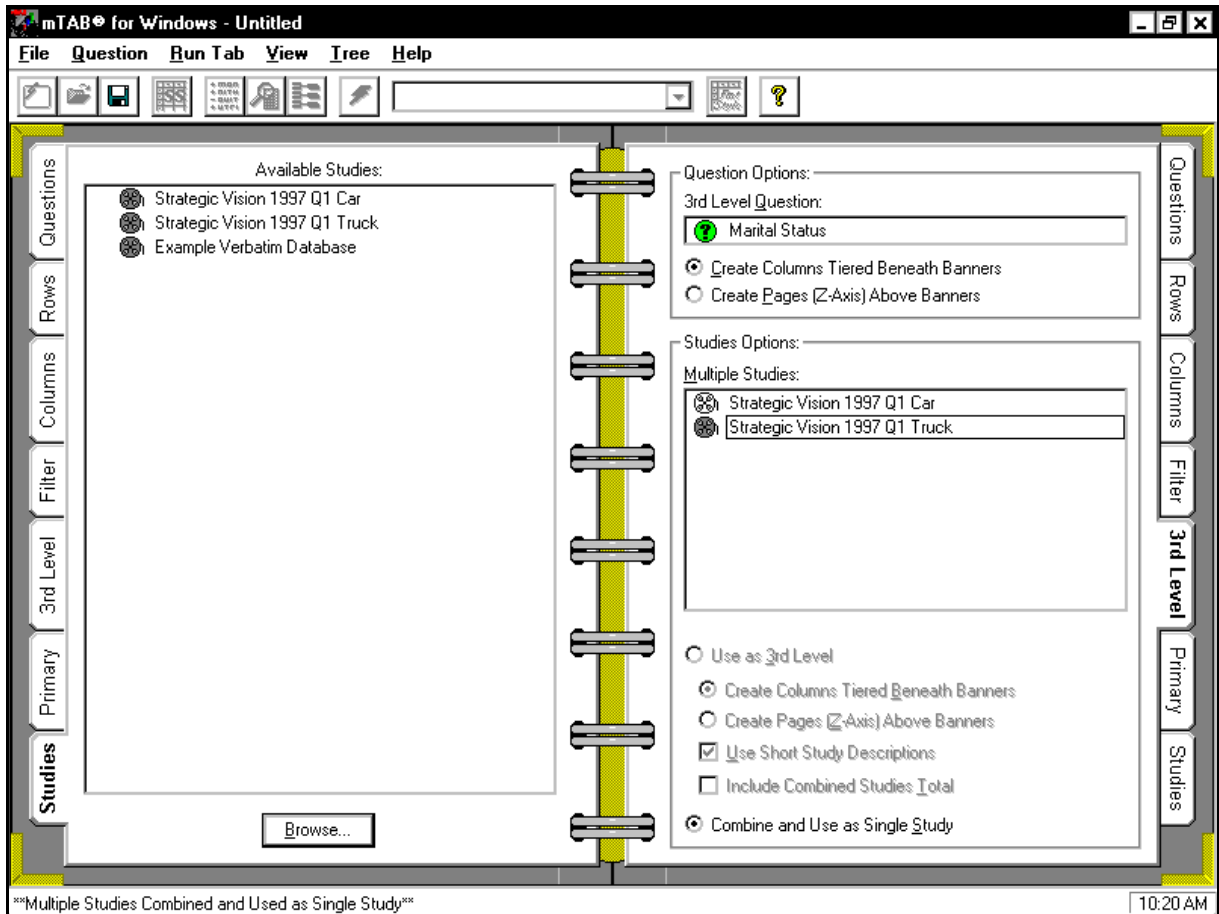 mTAB® for Windows - Untitled
File Question Run Tab View Tree Help
SS
?
Questions
Rows
Columns
Filter
3rd Level
Primary
Studies
Available Studies:
Strategic Vision 1997 Q1 Car
Strategic Vision 1997 Q1 Truck
Example Verbatim Database
Browse...
Question Options:
3rd Level Question:
? Marital Status
Create Columns Tiered Beneath Banners
Create Pages (Z-Axis) Above Banners
Studies Options:
Multiple Studies:
Strategic Vision 1997 Q1 Car
Strategic Vision 1997 Q1 Truck
Use as 3rd Level
Create Columns Tiered Beneath Banners
Create Pages (Z-Axis) Above Banners
Use Short Study Descriptions
Include Combined Studies Total
Combine and Use as Single Study
Questions
Rows
Columns
Filter
3rd Level
Primary
Studies
**Multiple Studies Combined and Used as Single Study**
10:20 AM